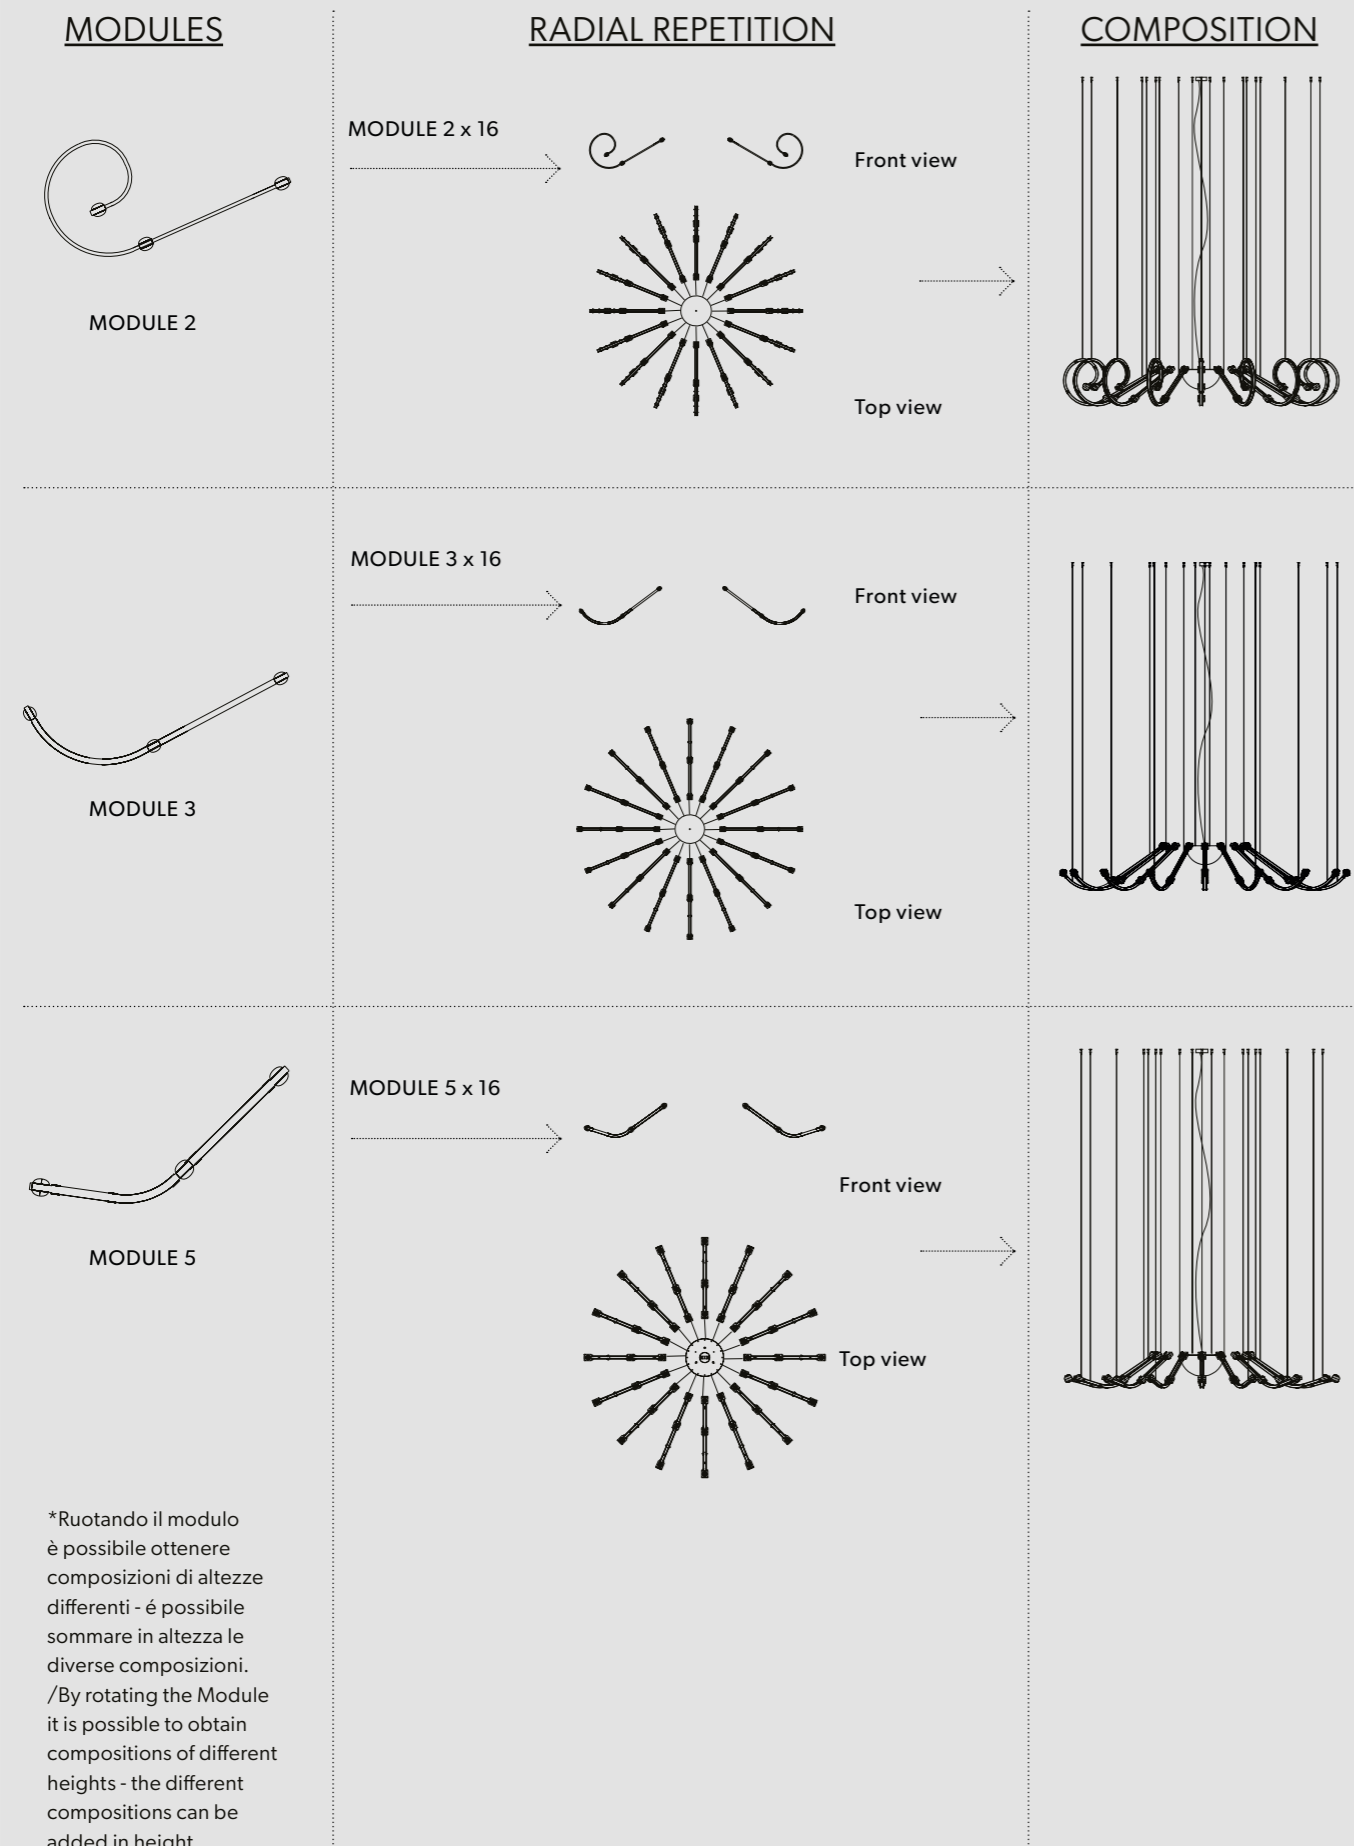 MODULES
RADIAL REPETITION
COMPOSITION
MODULE 2 x 16
Front view
MODULE 2
Top view
MODULE 3 x 16
Front view
MODULE 3
Top view
MODULE 5 x 16
Front view
MODULE 5
Top view
*Ruotando il modulo
è possibile ottenere
composizioni di altezze
differenti - é possibile
sommare in altezza le
diverse composizioni.
/By rotating the Module
it is possible to obtain
compositions of different
heights - the different
compositions can be
added in height